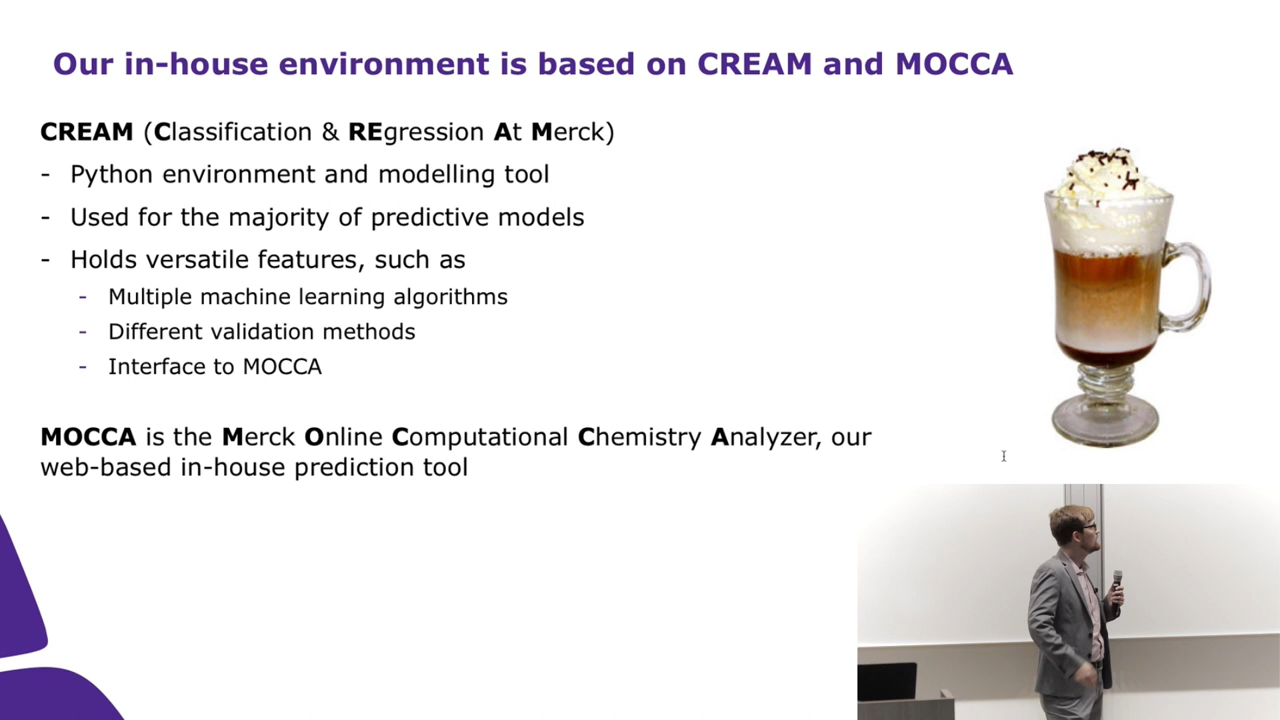 Our in-house environment is based on CREAM and MOCCA
CREAM (Classification & REgression At Merck)
- Python environment and modelling tool
- Used for the majority of predictive models
- Holds versatile features, such as
- Multiple machine learning algorithms
- Different validation methods
- Interface to MOCCA
MOCCA is the Merck Online Computational Chemistry Analyzer, our
web-based in-house prediction tool